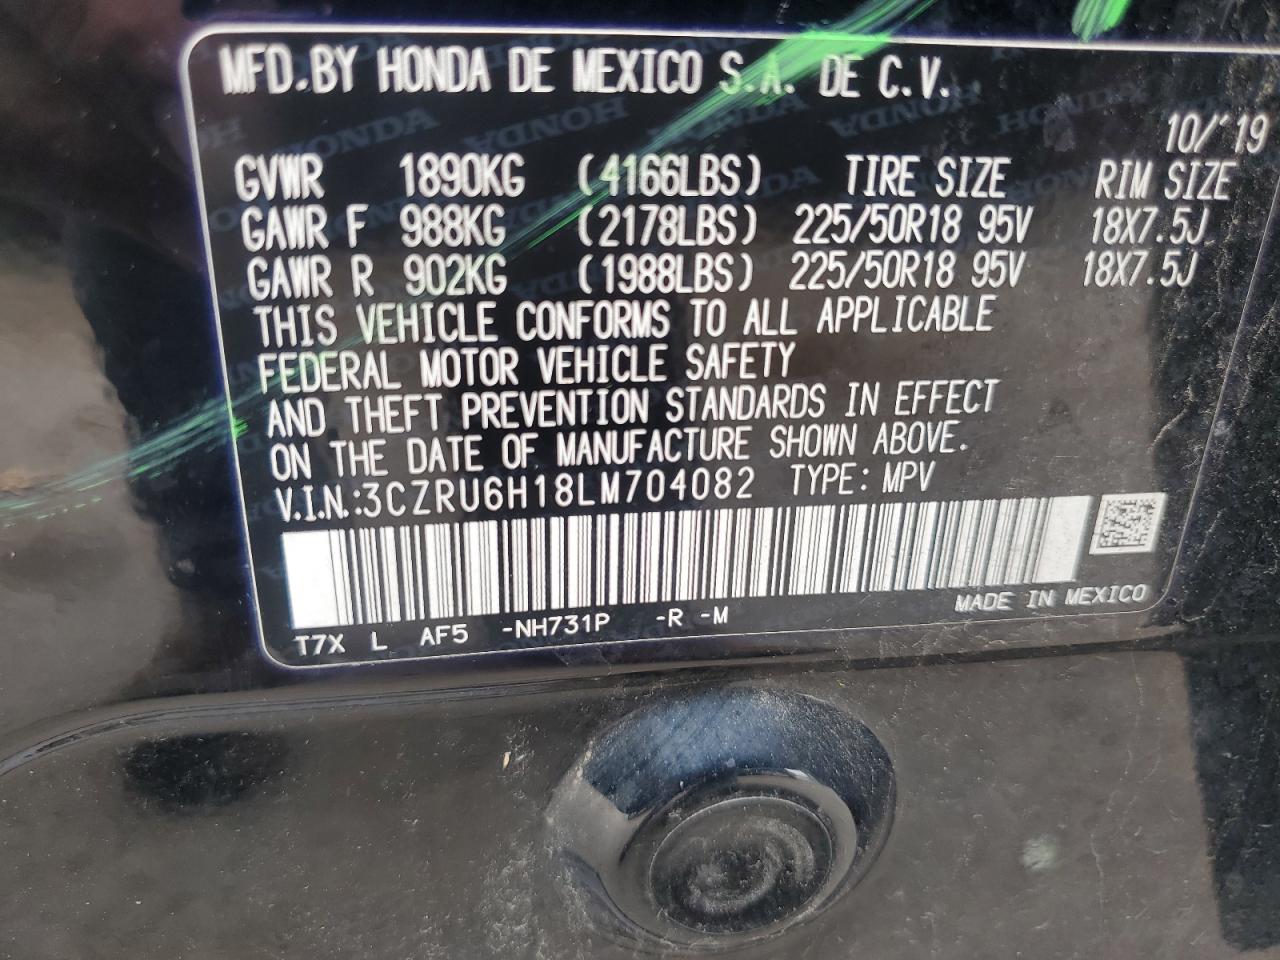 MFD. BY HONDA DE MEXICO S.A. DE C.V.
10/'19
GVWR 1890KG (4166LBS) TIRE SIZE RIM SIZE
GAWR F 988KG (2178LBS) 225/50R18 95V 18X7.5J
GAWR R 902KG (1988LBS) 225/50R18 95V 18X7.5J
THIS VEHICLE CONFORMS TO ALL APPLICABLE
FEDERAL MOTOR VEHICLE SAFETY
AND THEFT PREVENTION STANDARDS IN EFFECT
ON THE DATE OF MANUFACTURE SHOWN ABOVE.
V.I.N.:3CZRU6H18LM704082 TYPE: MPV
MADE IN MEXICO
T7X L AF5 -NH731P -R -M